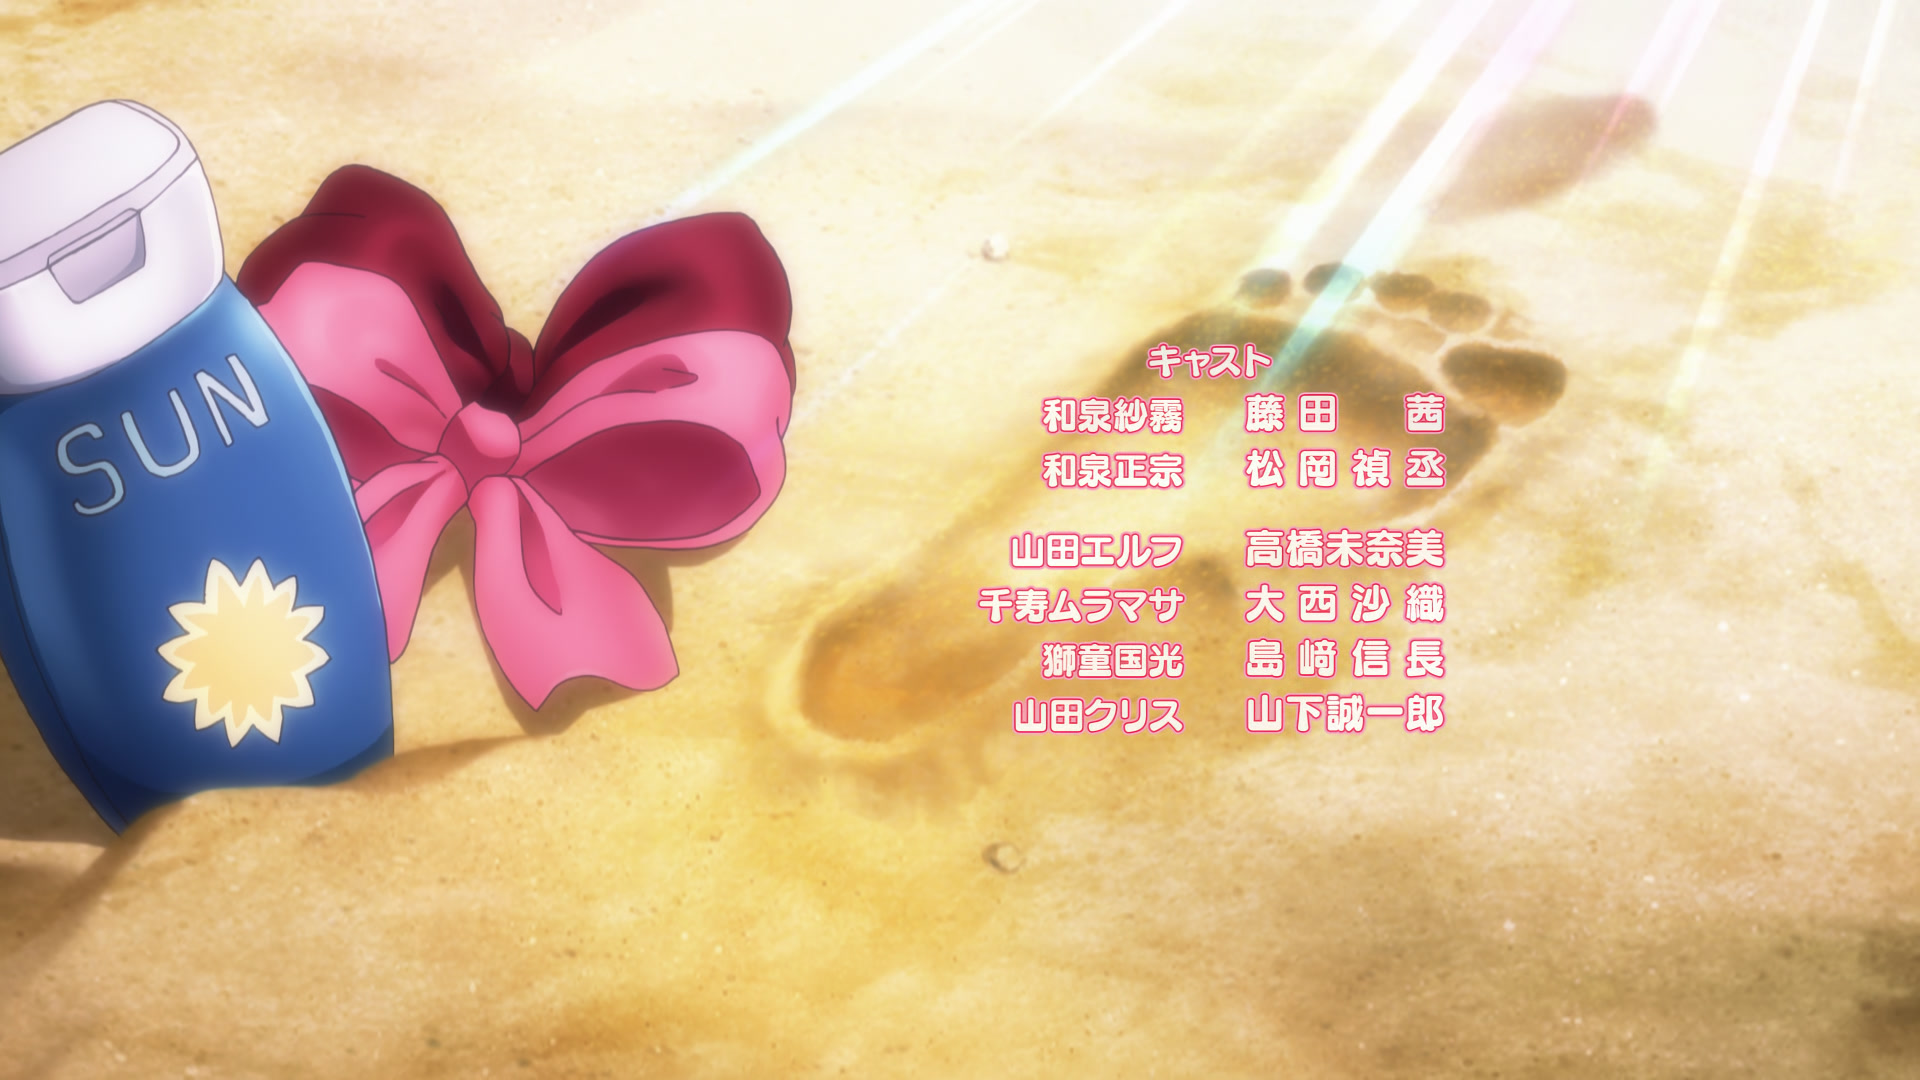 SUN
キャスト
和泉紗霧 藤田 茜
和泉正宗 松岡禎丞
山田エルフ 高橋未奈美
千寿ムラマサ 大西沙織
獅童国光 島﨑信長
山田クリス 山下誠一郎